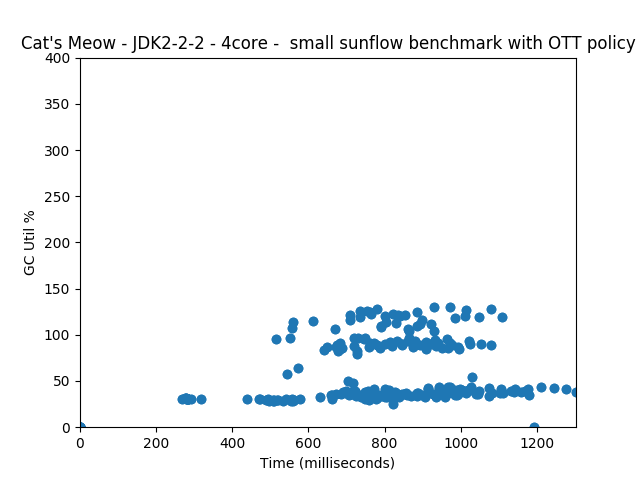 Cat's Meow - JDK2-2-2 - 4core -  small sunflow benchmark with OTT policy
400
350
300
250
200
150
100
50
0
GC Util %
0 200 400 600 800 1000 1200
Time (milliseconds)